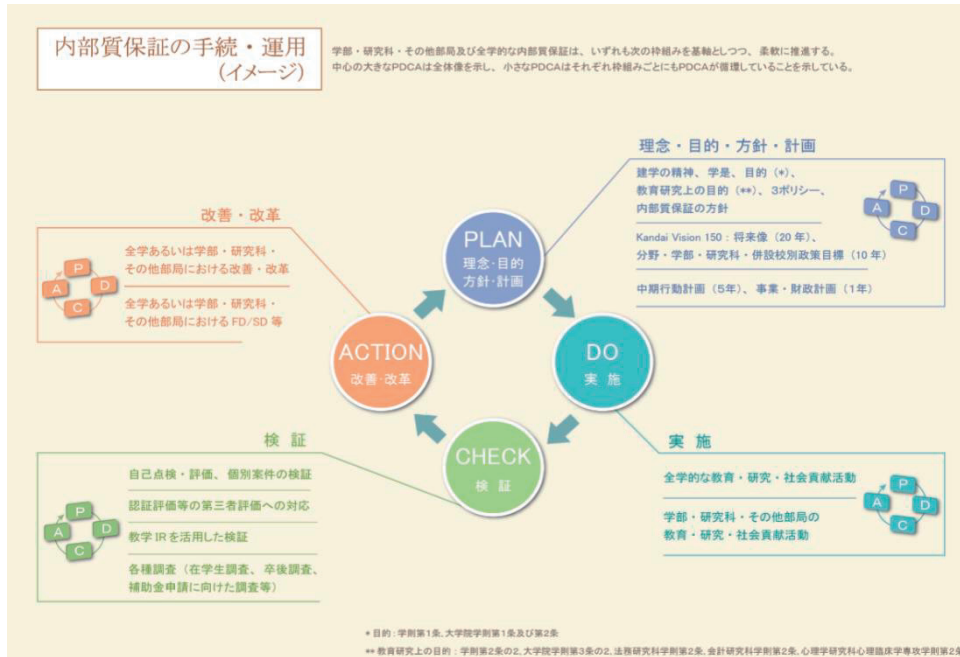 内部質保証の手続・運用
(イメージ)
学部・研究科・その他部局及び全学的な内部質保証は、いずれも次の枠組みを基軸としつつ、柔軟に推進する。
中心の大きなPDCAは全体像を示し、小さなPDCAはそれぞれ枠組みごとにもPDCAが循環していることを示している。
理念・目的・方針・計画
建学の精神、学是、目的(*)、
教育研究上の目的(**)、3ポリシー、
内部質保証の方針
Kandai Vision 150:将来像(20年)、
分野・学部・研究科・併設校別政策目標(10年)
中期行動計画(5年)、事業・財政計画(1年)
P
D
C
A
改善・改革
全学あるいは学部・研究科・
その他部局における改善・改革
全学あるいは学部・研究科・
その他部局におけるFD/SD等
P
D
C
A
PLAN
理念・目的
方針・計画
DO
実施
CHECK
検証
ACTION
改善・改革
検証
自己点検・評価、個別案件の検証
認証評価等の第三者評価への対応
教学IRを活用した検証
各種調査(在学生調査、卒後調査、
補助金申請に向けた調査等)
P
D
C
A
実施
全学的な教育・研究・社会貢献活動
学部・研究科・その他部局の
教育・研究・社会貢献活動
P
D
C
A
*目的:学則第1条,大学院学則第1条及び第2条
**教育研究上の目的:学則第2条の2,大学院学則第3条の2,法務研究科学則第2条,会計研究科学則第2条,心理学研究科心理臨床学専攻学則第2条